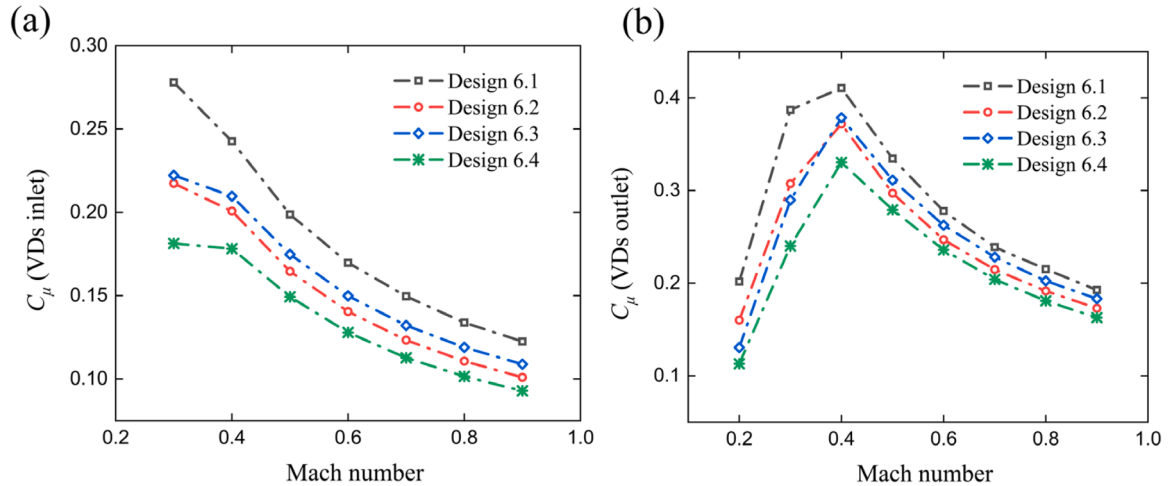 (a)
0.30
0.25
0.20
0.15
0.10
0.2 0.4 0.6 0.8 1.0
Cμ (VDs inlet)
Mach number
Design 6.1
Design 6.2
Design 6.3
Design 6.4
(b)
0.4
0.3
0.2
0.1
0.2 0.4 0.6 0.8 1.0
Cμ (VDs outlet)
Mach number
Design 6.1
Design 6.2
Design 6.3
Design 6.4